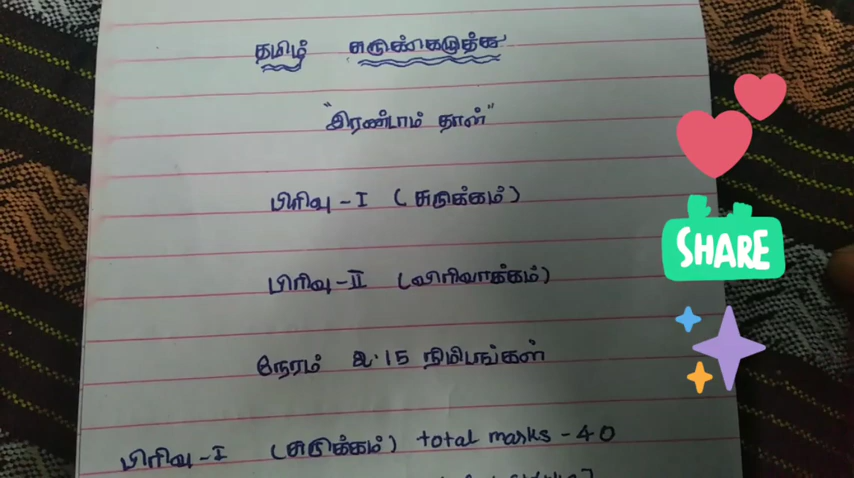 தமிழ் சுருக்கெழுத்து
"இரண்டாம் தாள்"
பிரிவு - I (சுருக்கம்)
பிரிவு - II (விரிவாக்கம்)
நேரம் 2.15 நிமிடங்கள்
பிரிவு - I (சுருக்கம்) total marks - 40
SHARE